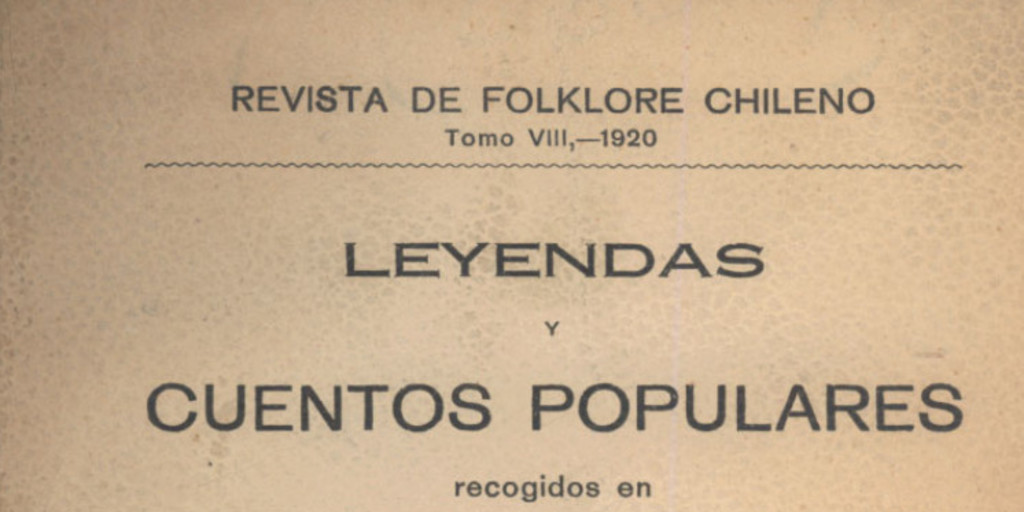 REVISTA DE FOLKLORE CHILENO
Tomo VIII,—1920
LEYENDAS
Y
CUENTOS POPULARES
recogidos en